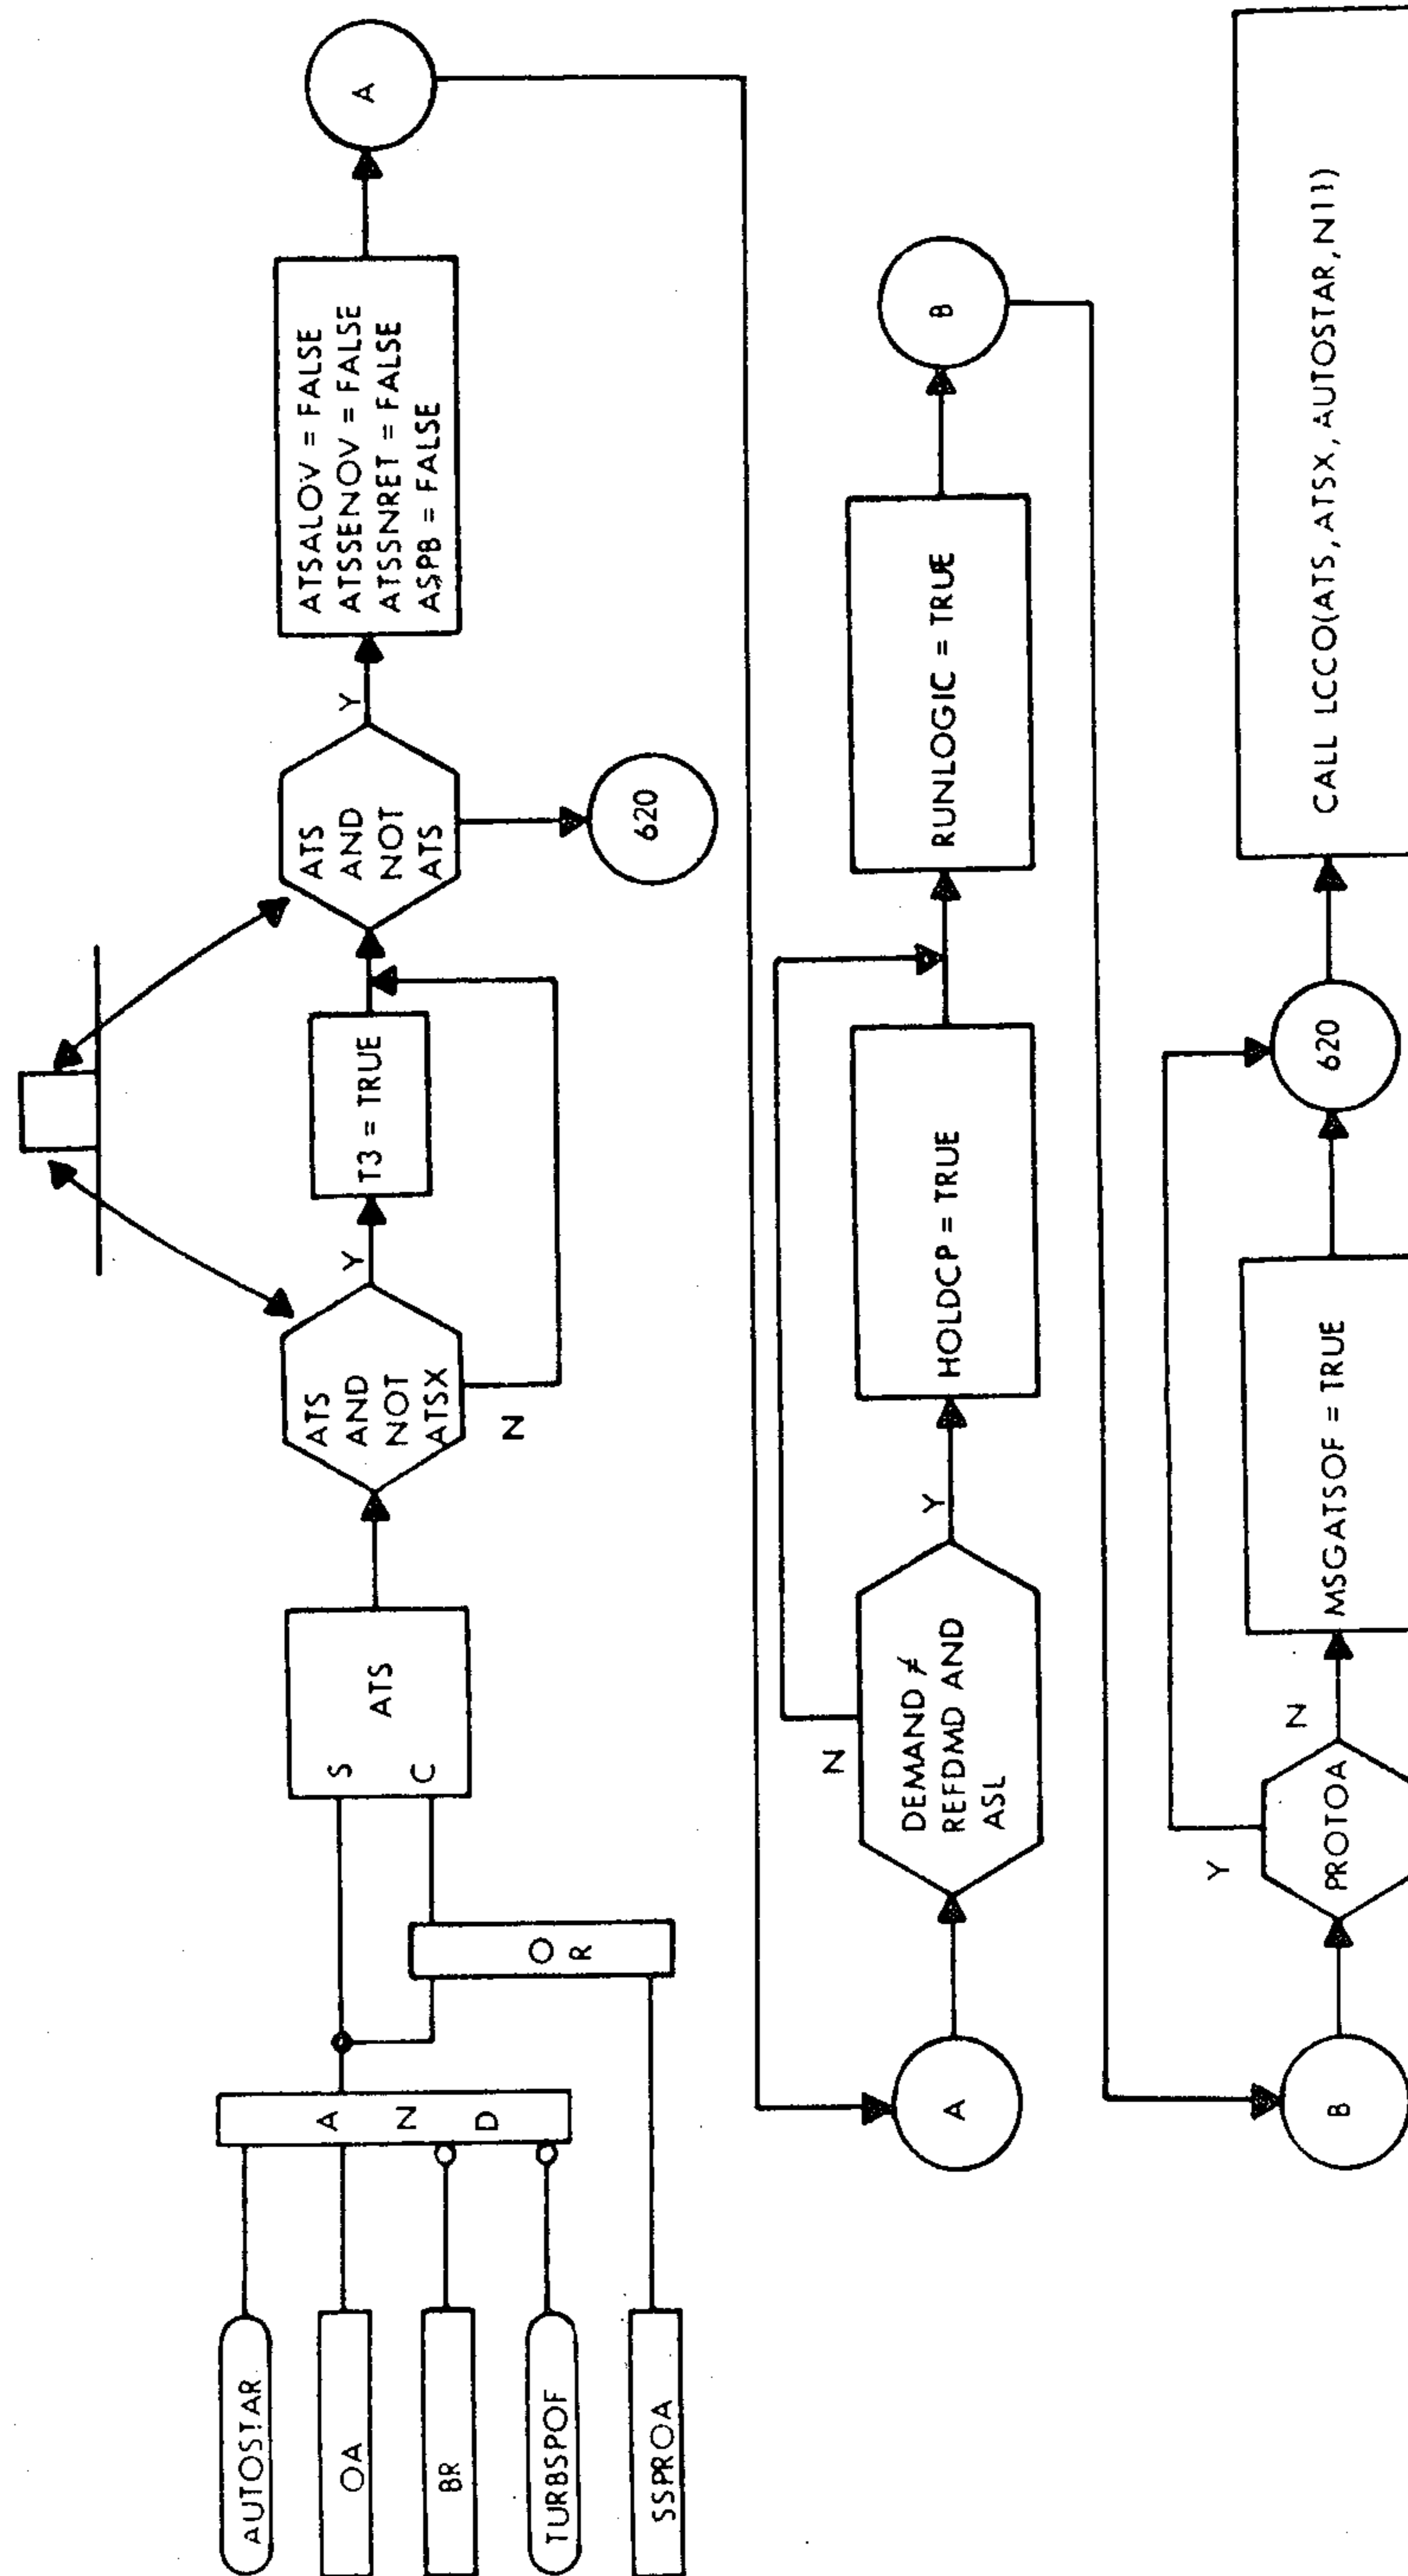 AUTOSTAR
OA
BR
TURBSPOF
SSPROA
A N D
O R
S
C
ATS
ATS
AND
NOT
ATSX
Y
N
T3 = TRUE
ATS
AND
NOT
ATS
Y
620
ATSALOV = FALSE
ATSSENOV = FALSE
ATSSNRET = FALSE
ASPB = FALSE
A
A
DEMAND ≠
REFDMD AND
ASL
N
Y
HOLDCP = TRUE
RUNLOGIC = TRUE
B
B
PROTOA
Y
N
MSGATSOF = TRUE
620
CALL LCCO(ATS, ATSX, AUTOSTAR, N11)